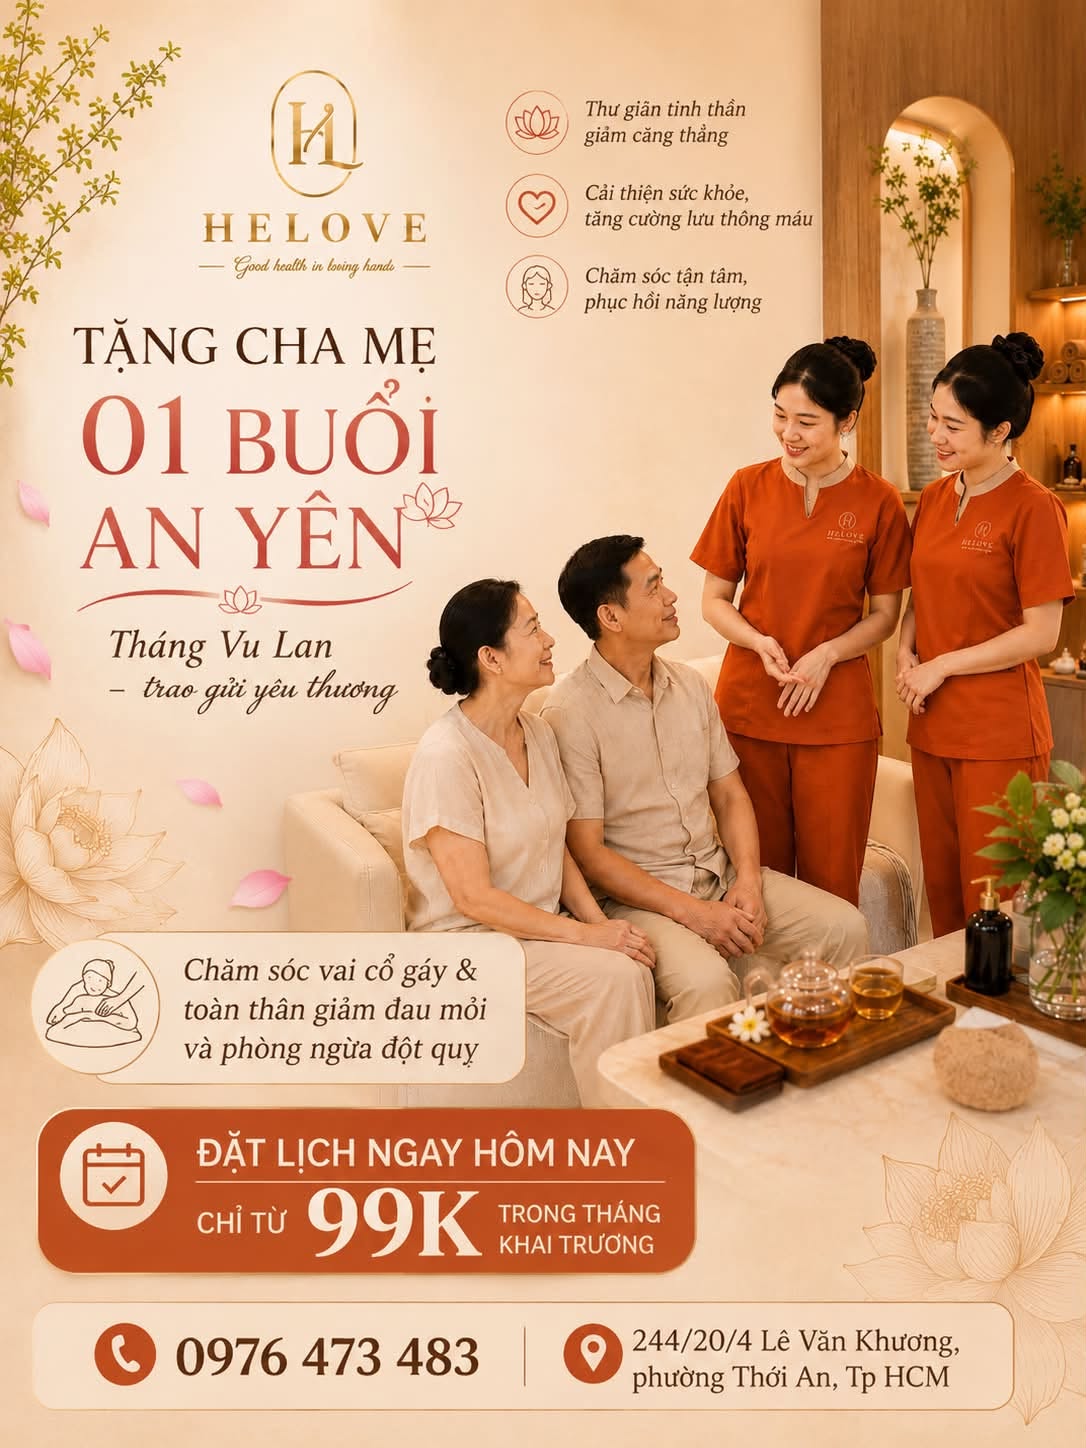 HELOVE
Good health in loving hands
Thư giãn tinh thần
giảm căng thẳng
Cải thiện sức khỏe,
tăng cường lưu thông máu
Chăm sóc tận tâm,
phục hồi năng lượng
TẶNG CHA MẸ
01 BUỔI
AN YÊN
Tháng Vu Lan
– trao gửi yêu thương
HELOVE
HELOVE
Chăm sóc vai cổ gáy &
toàn thân giảm đau mỏi
và phòng ngừa đột quỵ
ĐẶT LỊCH NGAY HÔM NAY
CHỈ TỪ 99K TRONG THÁNG
KHAI TRƯƠNG
0976 473 483
244/20/4 Lê Văn Khương,
phường Thới An, Tp HCM